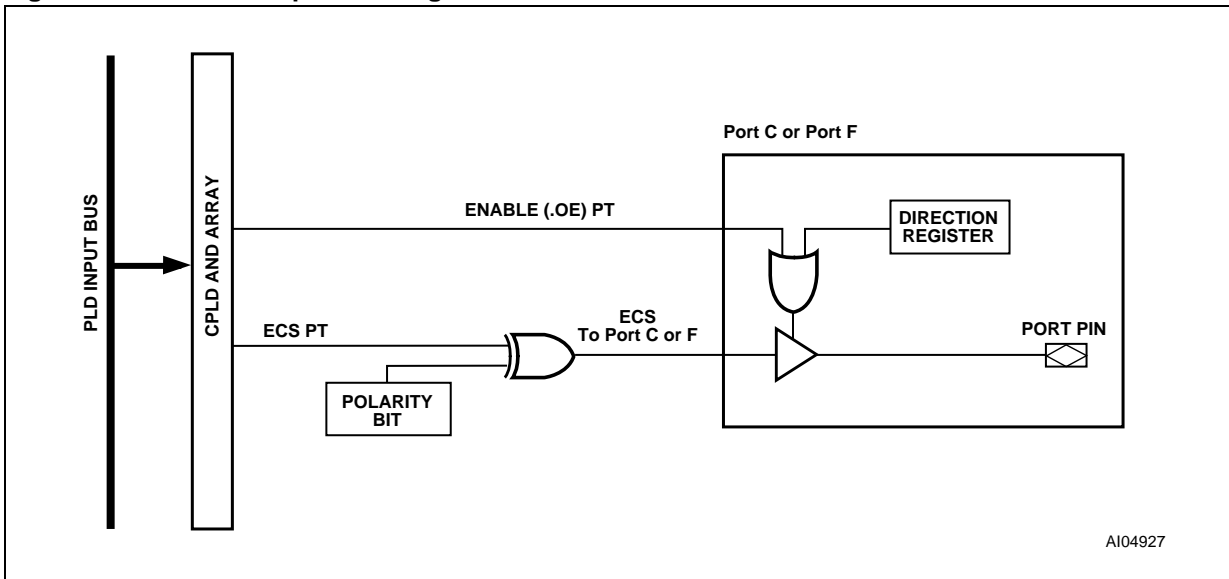 PLD INPUT BUS
CPLD AND ARRAY
Port C or Port F
ENABLE (.OE) PT
DIRECTION
REGISTER
ECS PT
ECS
To Port C or F
PORT PIN
POLARITY
BIT
AI04927